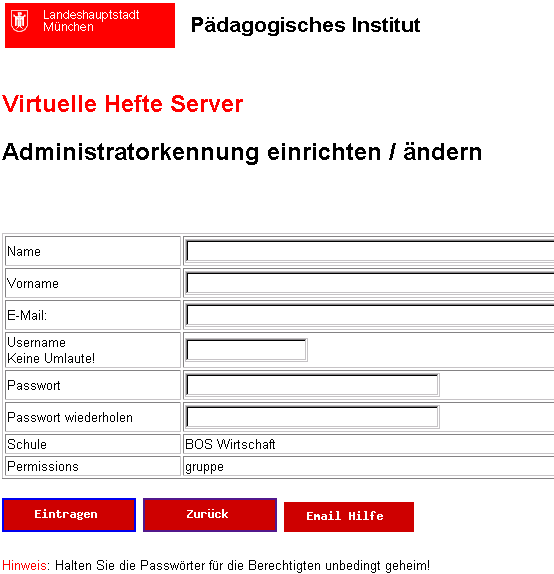 Landeshauptstadt
München
Pädagogisches Institut
Virtuelle Hefte Server
Administratorkennung einrichten / ändern
Name
Vorname
E-Mail:
Username
Keine Umlaute!
Passwort
Passwort wiederholen
Schule BOS Wirtschaft
Permissions gruppe
Eintragen Zurück Email Hilfe
Hinweis: Halten Sie die Passwörter für die Berechtigten unbedingt geheim!